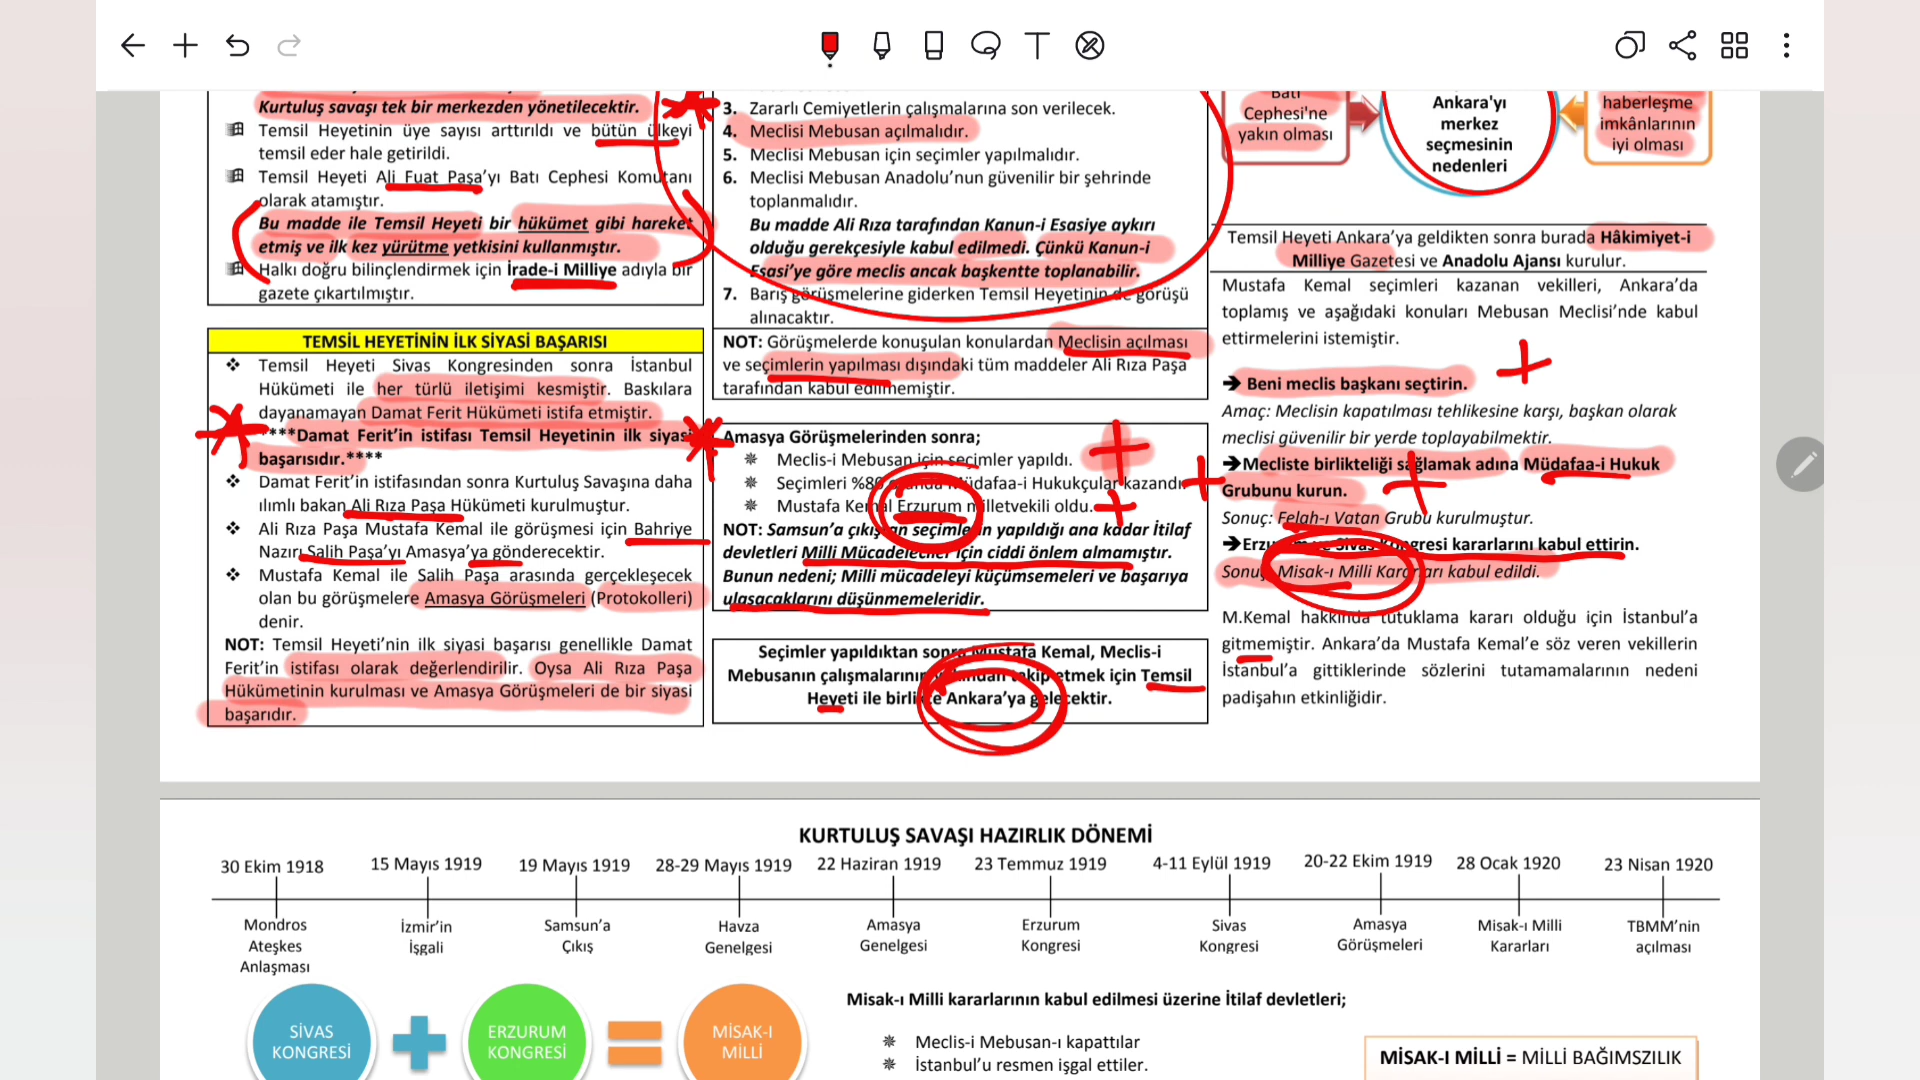 Kurtuluş savaşı tek bir merkezden yönetilecektir.
Temsil Heyetinin üye sayısı arttırıldı ve bütün ülkeyi
temsil eder hale getirildi.
Temsil Heyeti Ali Fuat Paşa'yı Batı Cephesi Komutanı
olarak atamıştır.
Bu madde ile Temsil Heyeti bir hükümet gibi hareket
etmiş ve ilk kez yürütme yetkisini kullanmıştır.
Halkı doğru bilinçlendirmek için İrade-i Milliye adıyla bir
gazete çıkartılmıştır.
TEMSİL HEYETİNİN İLK SİYASİ BAŞARISI
Temsil Heyeti Sivas Kongresinden sonra İstanbul
Hükümeti ile her türlü iletişimi kesmiştir. Baskılara
dayanamayan Damat Ferit Hükümeti istifa etmiştir.
****Damat Ferit'in istifası Temsil Heyetinin ilk siyasi
başarısıdır.****
Damat Ferit'in istifasından sonra Kurtuluş Savaşına daha
ılımlı bakan Ali Rıza Paşa Hükümeti kurulmuştur.
Ali Rıza Paşa Mustafa Kemal ile görüşmesi için Bahriye
Nazırı Salih Paşa'yı Amasya'ya gönderecektir.
Mustafa Kemal ile Salih Paşa arasında gerçekleşecek
olan bu görüşmelere Amasya Görüşmeleri (Protokolleri)
denir.
NOT: Temsil Heyeti'nin ilk siyasi başarısı genellikle Damat
Ferit'in istifası olarak değerlendirilir. Oysa Ali Rıza Paşa
Hükümetinin kurulması ve Amasya Görüşmeleri de bir siyasi
başarıdır.
3. Zararlı Cemiyetlerin çalışmalarına son verilecek.
4. Meclisi Mebusan açılmalıdır.
5. Meclisi Mebusan için seçimler yapılmalıdır.
6. Meclisi Mebusan Anadolu'nun güvenilir bir şehrinde
toplanmalıdır.
Bu madde Ali Rıza tarafından Kanun-i Esasiye aykırı
olduğu gerekçesiyle kabul edilmedi. Çünkü Kanun-i
Esasi'ye göre meclis ancak başkentte toplanabilir.
7. Barış görüşmelerine giderken Temsil Heyetinin de görüşü
alınacaktır.
NOT: Görüşmelerde konuşulan konulardan Meclisin açılması
ve seçimlerin yapılması dışındaki tüm maddeler Ali Rıza Paşa
tarafından kabul edilmemiştir.
Amasya Görüşmelerinden sonra;
Meclis-i Mebusan için seçimler yapıldı.
Seçimleri %80 oranda Müdafaa-i Hukukçular kazandı.
Mustafa Kemal Erzurum milletvekili oldu.
NOT: Samsun'a çıkıştan seçimlerin yapıldığı ana kadar İtilaf
devletleri Milli Mücadeleciler için ciddi önlem almamıştır.
Bunun nedeni; Milli mücadeleyi küçümsemeleri ve başarıya
ulaşacaklarını düşünmemeleridir.
Seçimler yapıldıktan sonra Mustafa Kemal, Meclis-i
Mebusanın çalışmalarının yakından takip etmek için Temsil
Heyeti ile birlikte Ankara'ya gelecektir.
Batı
Cephesi'ne
yakın olması
Ankara'yı
merkez
seçmesinin
nedenleri
haberleşme
imkânlarının
iyi olması
Temsil Heyeti Ankara'ya geldikten sonra burada Hâkimiyet-i
Milliye Gazetesi ve Anadolu Ajansı kurulur.
Mustafa Kemal seçimleri kazanan vekilleri, Ankara'da
toplamış ve aşağıdaki konuları Mebusan Meclisi'nde kabul
ettirmelerini istemiştir.
➔ Beni meclis başkanı seçtirin.
Amaç: Meclisin kapatılması tehlikesine karşı, başkan olarak
meclisi güvenilir bir yerde toplayabilmektir.
➔Mecliste birlikteliği sağlamak adına Müdafaa-i Hukuk
Grubunu kurun.
Sonuç: Felah-ı Vatan Grubu kurulmuştur.
➔Erzurum ve Sivas Kongresi kararlarını kabul ettirin.
Sonuç: Misak-ı Milli Kararları kabul edildi.
M.Kemal hakkında tutuklama kararı olduğu için İstanbul'a
gitmemiştir. Ankara'da Mustafa Kemal'e söz veren vekillerin
İstanbul'a gittiklerinde sözlerini tutamamalarının nedeni
padişahın etkinliğidir.
KURTULUŞ SAVAŞI HAZIRLIK DÖNEMİ
30 Ekim 1918 15 Mayıs 1919 19 Mayıs 1919 28-29 Mayıs 1919 22 Haziran 1919 23 Temmuz 1919 4-11 Eylül 1919 20-22 Ekim 1919 28 Ocak 1920 23 Nisan 1920
Mondros
Ateşkes
Anlaşması
İzmir'in
İşgali
Samsun'a
Çıkış
Havza
Genelgesi
Amasya
Genelgesi
Erzurum
Kongresi
Sivas
Kongresi
Amasya
Görüşmeleri
Misak-ı Milli
Kararları
TBMM'nin
açılması
SİVAS
KONGRESİ
ERZURUM
KONGRESİ
MİSAK-I
MİLLİ
Misak-ı Milli kararlarının kabul edilmesi üzerine İtilaf devletleri;
Meclis-i Mebusan-ı kapattılar
İstanbul'u resmen işgal ettiler.
MİSAK-I MİLLİ = MİLLİ BAĞIMSZILIK